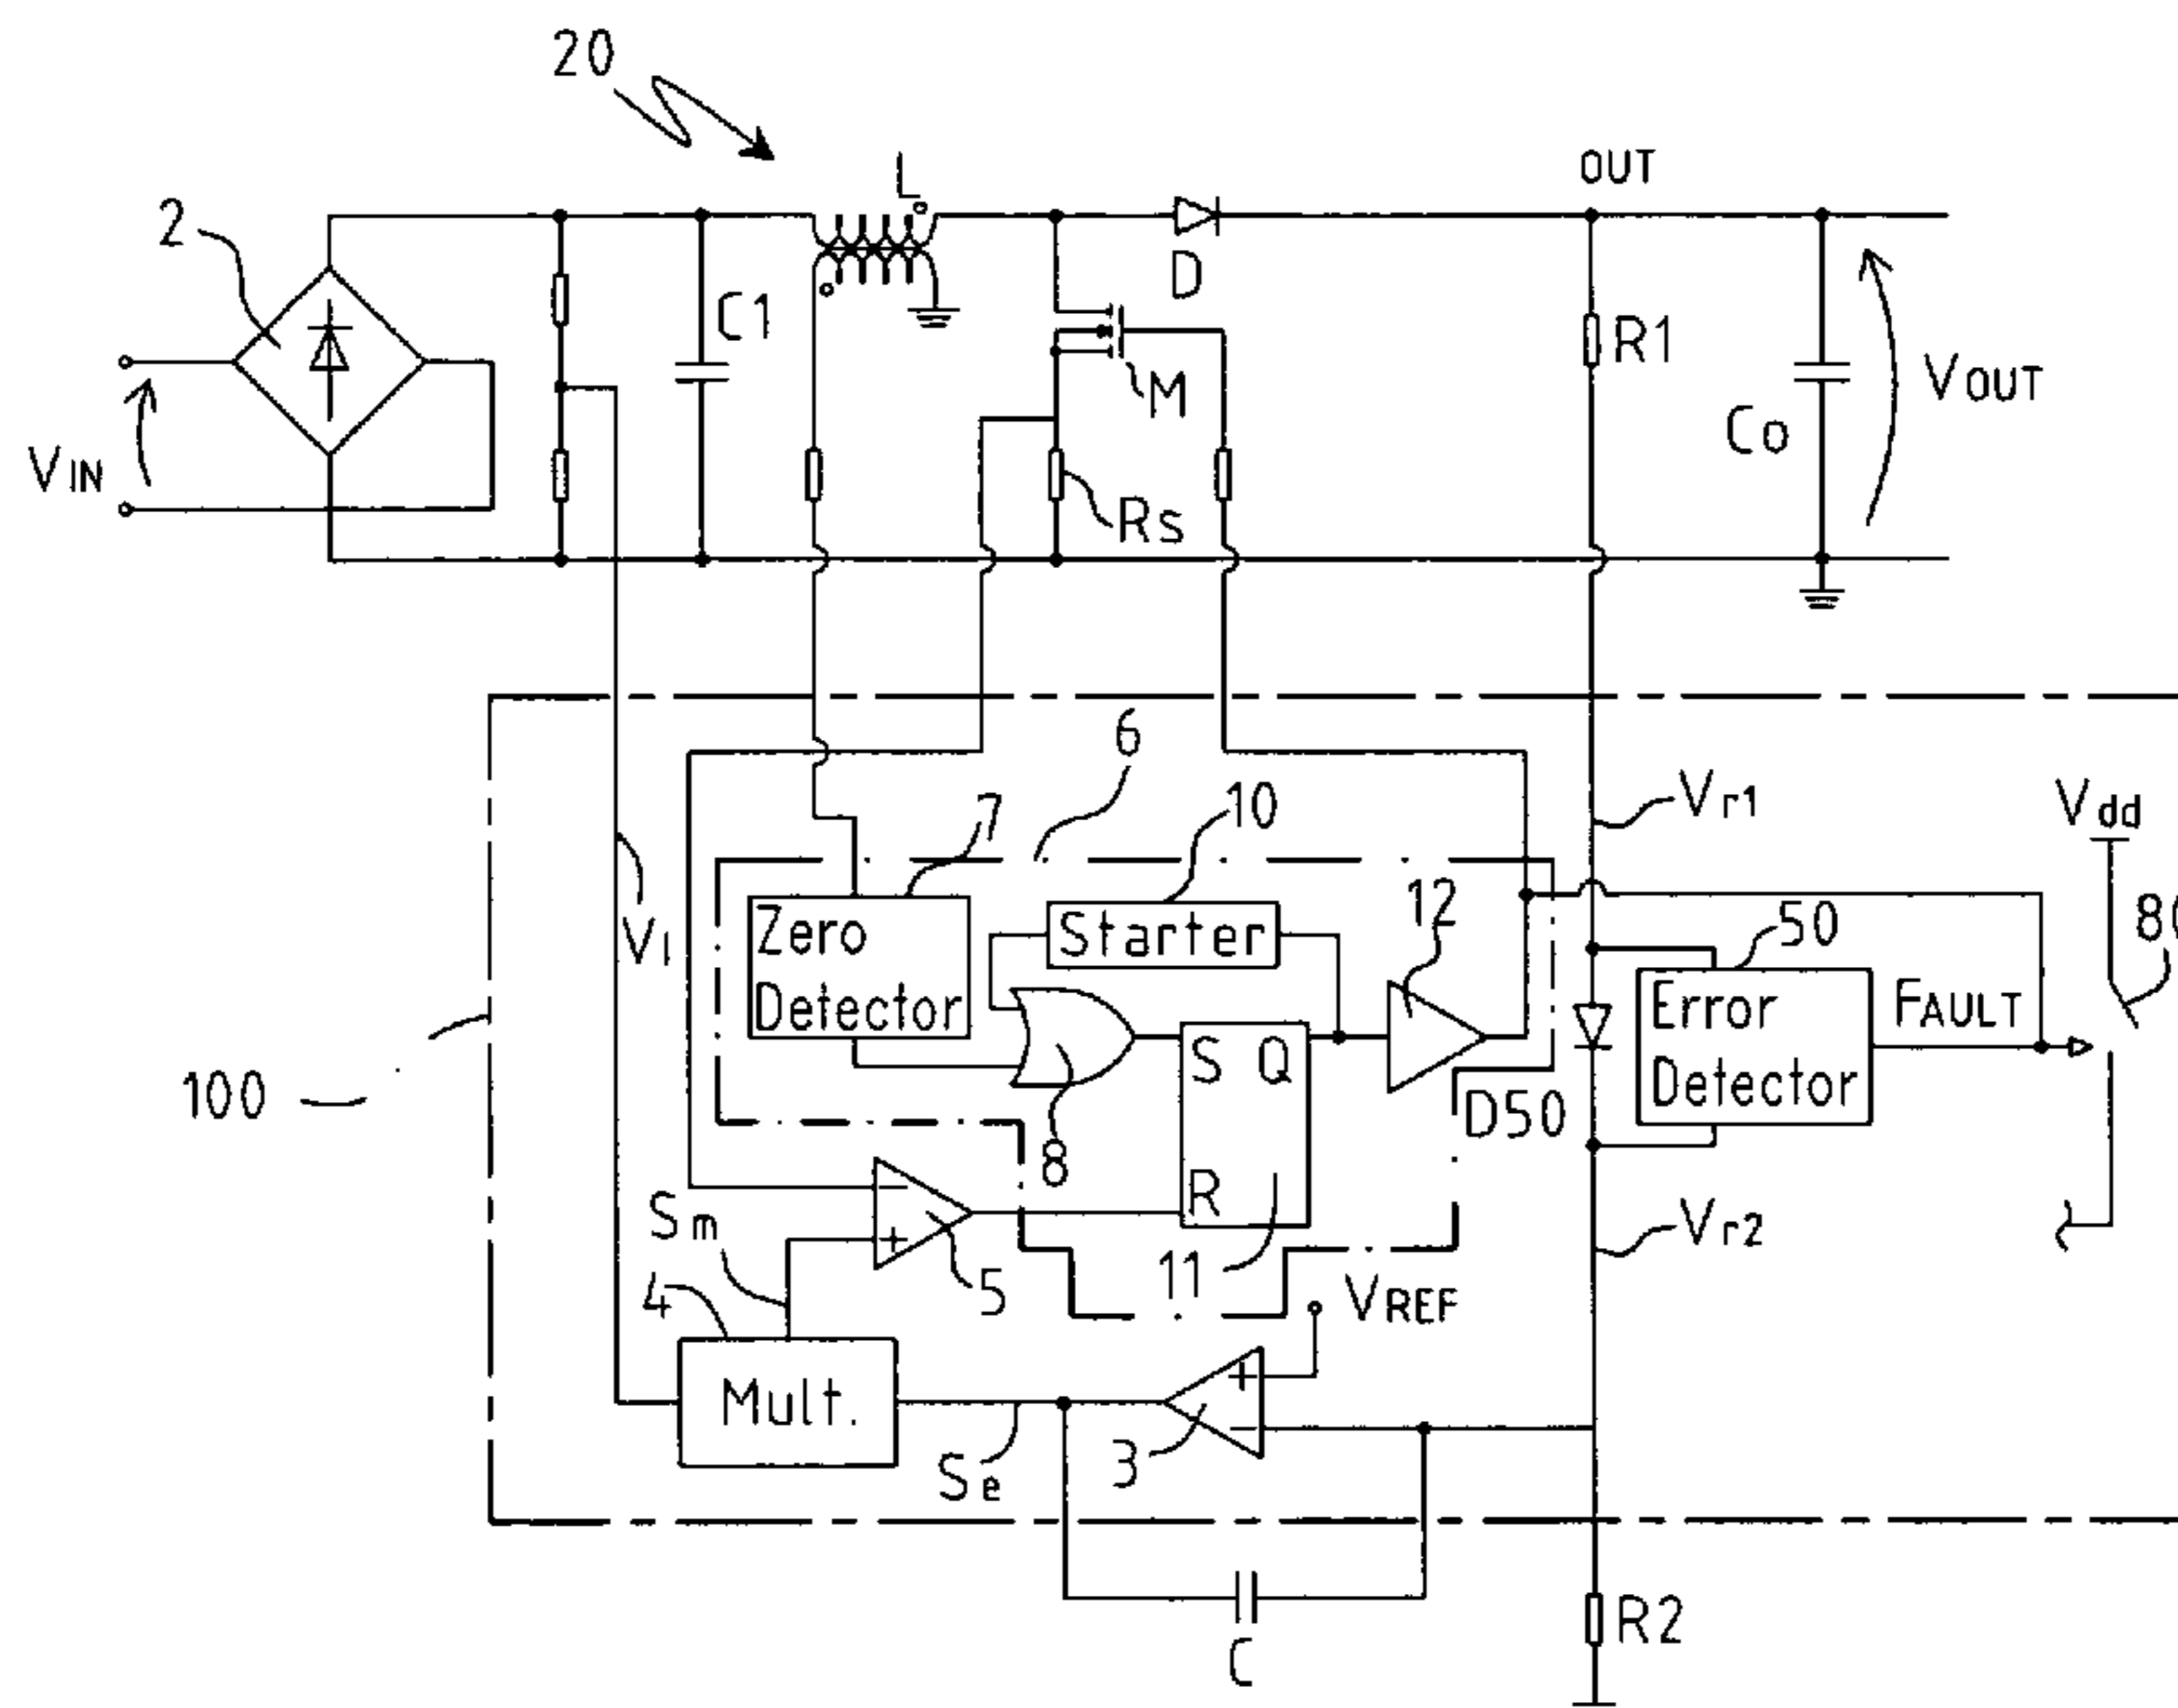 20
L
OUT
2
D
C1
R1
M
VOUT
Co
VIN
Rs
6
Vr1
Vdd
7
10
12
50
Zero
Detector
Starter
Error
Detector
FAULT
V1
S Q
R
100
D50
8
Sm
Vr2
5
11
4
VREF
Mult.
+
-
+
-
3
Se
R2
C